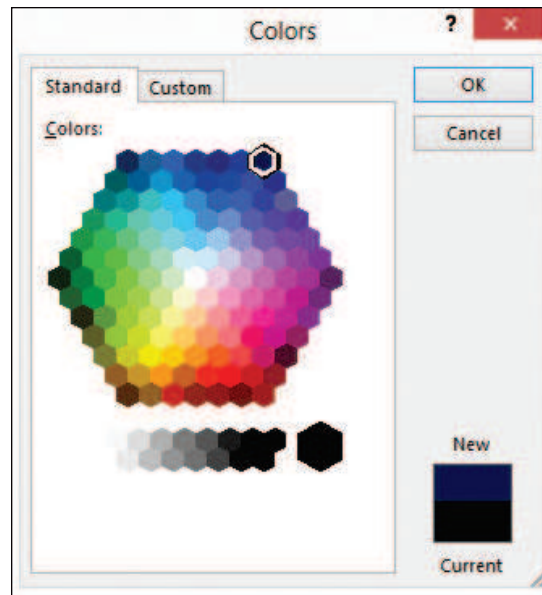 Colors
?
×
Standard
Custom
OK
Colors:
Cancel
New
Current